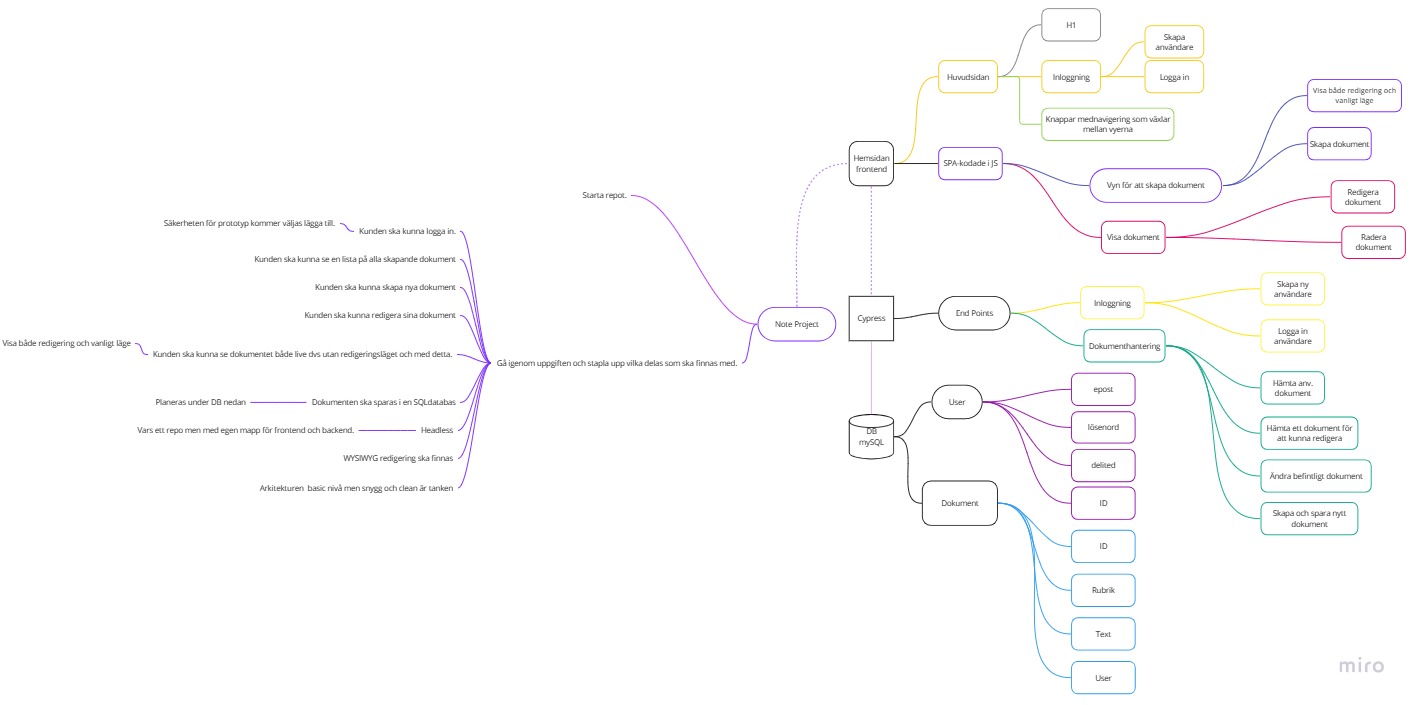 H1
Skapa
användare
Huvudsidan
Inloggning
Logga in
Knappar mednavigering som växlar
mellan vyerna
Visa både redigering och
vanligt läge
Skapa dokument
Hemsidan
frontend
SPA-kodade i JS
Vyn för att skapa dokument
Redigera
dokument
Visa dokument
Radera
dokument
Starta repot.
Säkerheten för prototyp kommer väljas lägga till.
Kunden ska kunna logga in.
Kunden ska kunna se en lista på alla skapande dokument
Kunden ska kunna skapa nya dokument
Kunden ska kunna redigera sina dokument
Visa både redigering och vanligt läge
Kunden ska kunna se dokumentet både live dvs utan redigeringsläget och med detta.
Gå igenom uppgiften och stapla upp vilka delas som ska finnas med.
Planeras under DB nedan
Dokumenten ska sparas i en SQLdatabas
Vars ett repo men med egen mapp för frontend och backend.
Headless
WYSIWYG redigering ska finnas
Arkitekturen  basic nivå men snygg och clean är tanken
Note Project
Cypress
End Points
Inloggning
Skapa ny
användare
Logga in
användare
Dokumenthantering
Hämta anv.
dokument
Hämta ett dokument för
att kunna redigera
Ändra befintligt dokument
Skapa och spara nytt
dokument
DB
mySQL
User
epost
lösenord
delited
ID
Dokument
ID
Rubrik
Text
User
miro